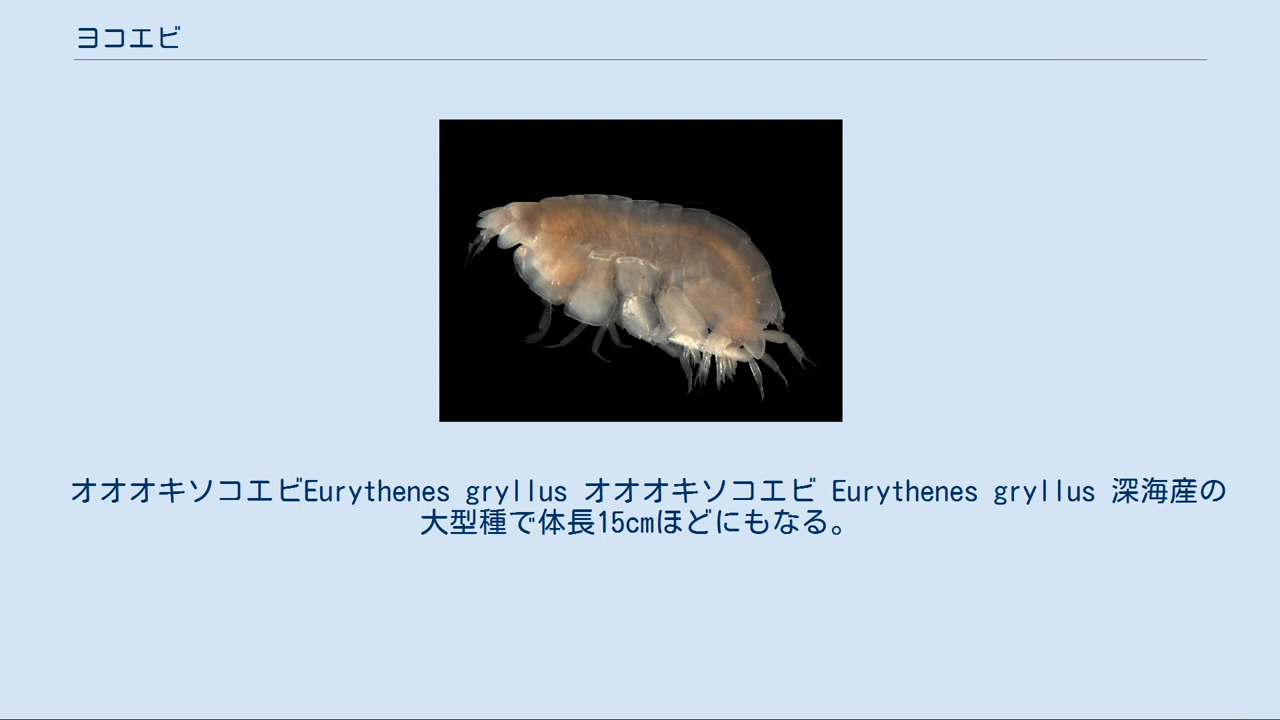 ヨコエビ
オオオキソコエビEurythenes gryllus オオオキソコエビ Eurythenes gryllus 深海産の
大型種で体長15cmほどにもなる。